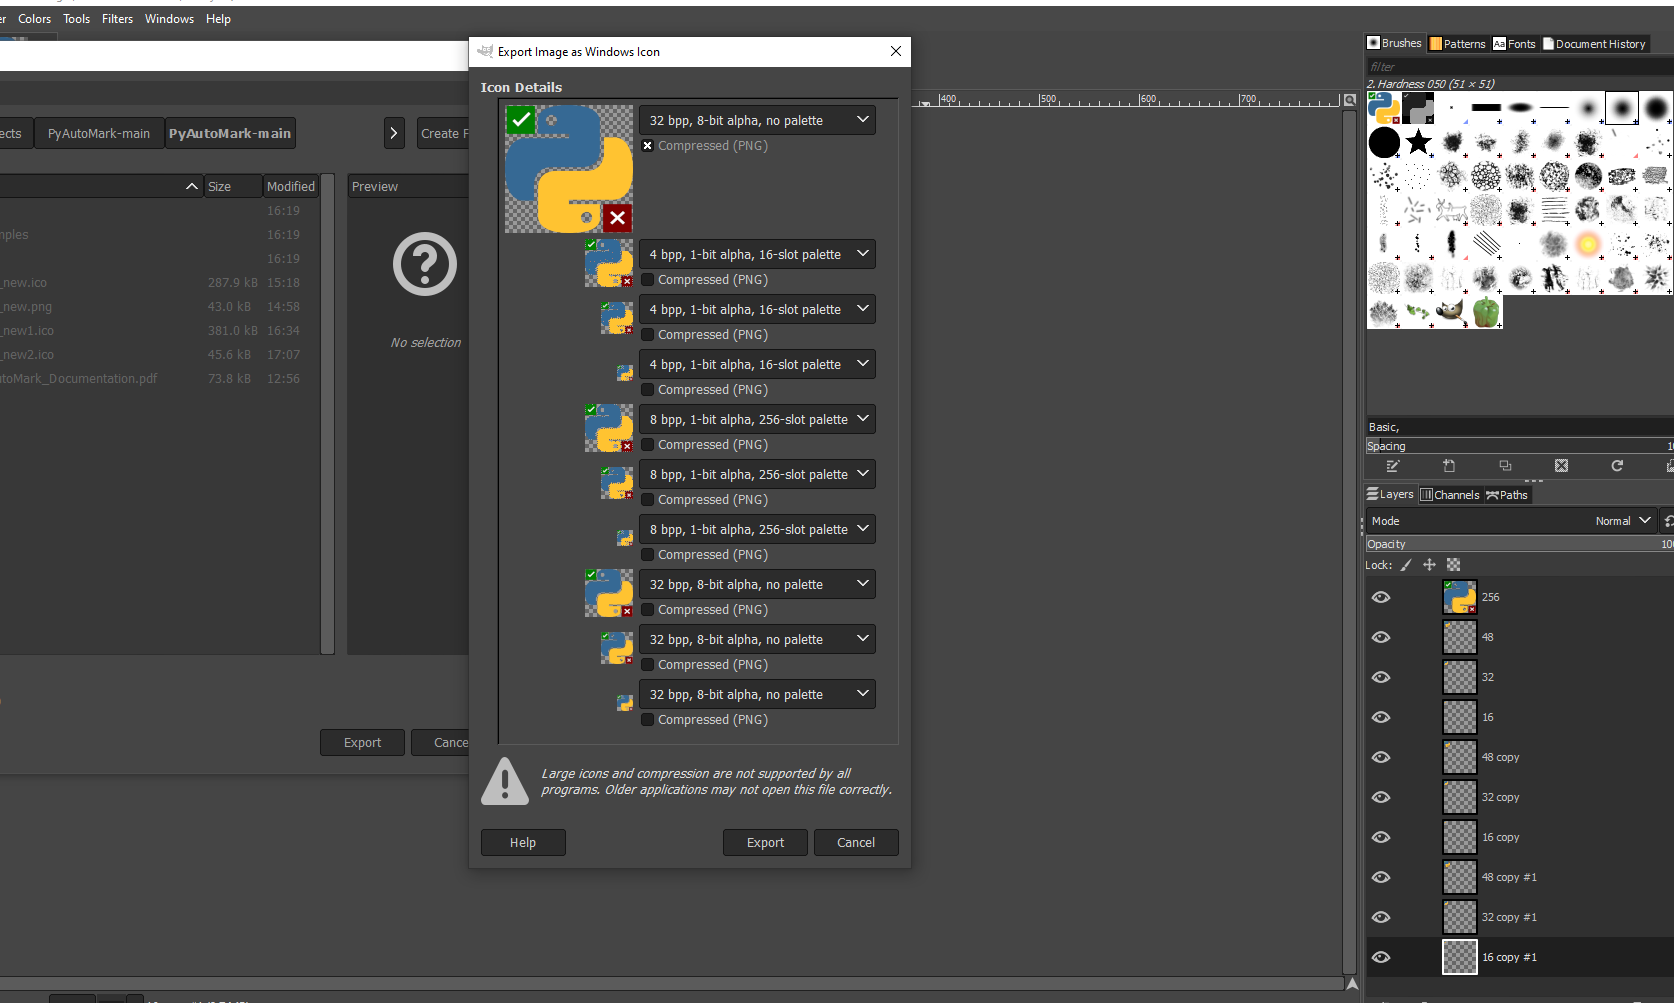 Colors Tools Filters Windows Help
Export Image as Windows Icon
Icon Details
PyAutoMark-main PyAutoMark-main
Size Modified
Preview
16:19
16:19
16:19
_new.ico 287.9 kB 15:18
_new.png 43.0 kB 14:58
_new1.ico 381.0 kB 16:34
_new2.ico 45.6 kB 17:07
73.8 kB 12:56
No selection
Export
32 bpp, 8-bit alpha, no palette
Compressed (PNG)
4 bpp, 1-bit alpha, 16-slot palette
Compressed (PNG)
4 bpp, 1-bit alpha, 16-slot palette
Compressed (PNG)
4 bpp, 1-bit alpha, 16-slot palette
Compressed (PNG)
8 bpp, 1-bit alpha, 256-slot palette
Compressed (PNG)
8 bpp, 1-bit alpha, 256-slot palette
Compressed (PNG)
8 bpp, 1-bit alpha, 256-slot palette
Compressed (PNG)
32 bpp, 8-bit alpha, no palette
Compressed (PNG)
32 bpp, 8-bit alpha, no palette
Compressed (PNG)
32 bpp, 8-bit alpha, no palette
Compressed (PNG)
Large icons and compression are not supported by all
programs. Older applications may not open this file correctly.
Help Export Cancel
400 500 600 700
Brushes Patterns Fonts Document History
filter
2. Hardness 050 (51 × 51)
Basic,
Spacing
Layers Channels Paths
Mode Normal
Opacity
Lock:
256
48
32
16
48 copy
32 copy
16 copy
48 copy #1
32 copy #1
16 copy #1